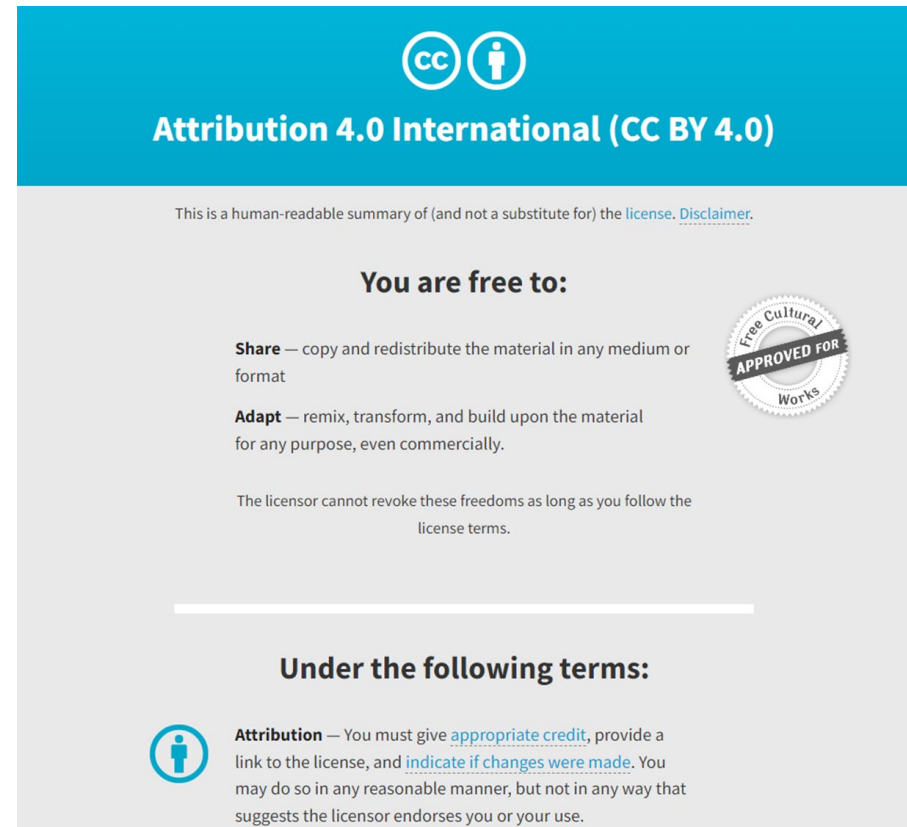 cc
Attribution 4.0 International (CC BY 4.0)
This is a human-readable summary of (and not a substitute for) the license. Disclaimer.
You are free to:
Share — copy and redistribute the material in any medium or
format
Adapt — remix, transform, and build upon the material
for any purpose, even commercially.
Free Cultural
APPROVED FOR
Works
The licensor cannot revoke these freedoms as long as you follow the
license terms.
Under the following terms:
Attribution — You must give appropriate credit, provide a
link to the license, and indicate if changes were made. You
may do so in any reasonable manner, but not in any way that
suggests the licensor endorses you or your use.